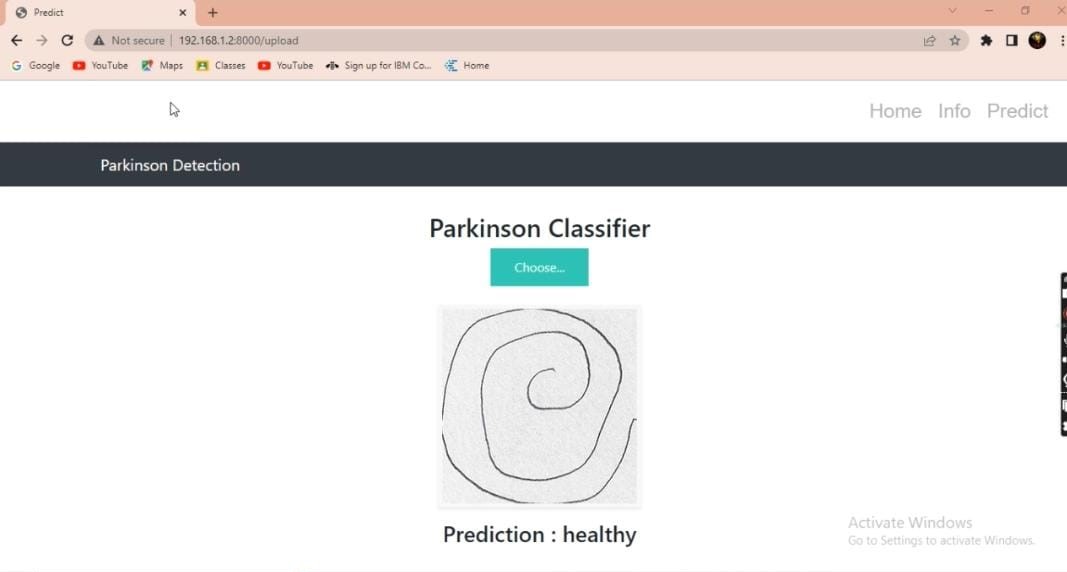 Predict
Not secure | 192.168.1.2:8000/upload
Google YouTube Maps Classes YouTube Sign up for IBM Co... Home
Home Info Predict
Parkinson Detection
Parkinson Classifier
Choose...
Prediction : healthy
Activate Windows
Go to Settings to activate Windows.